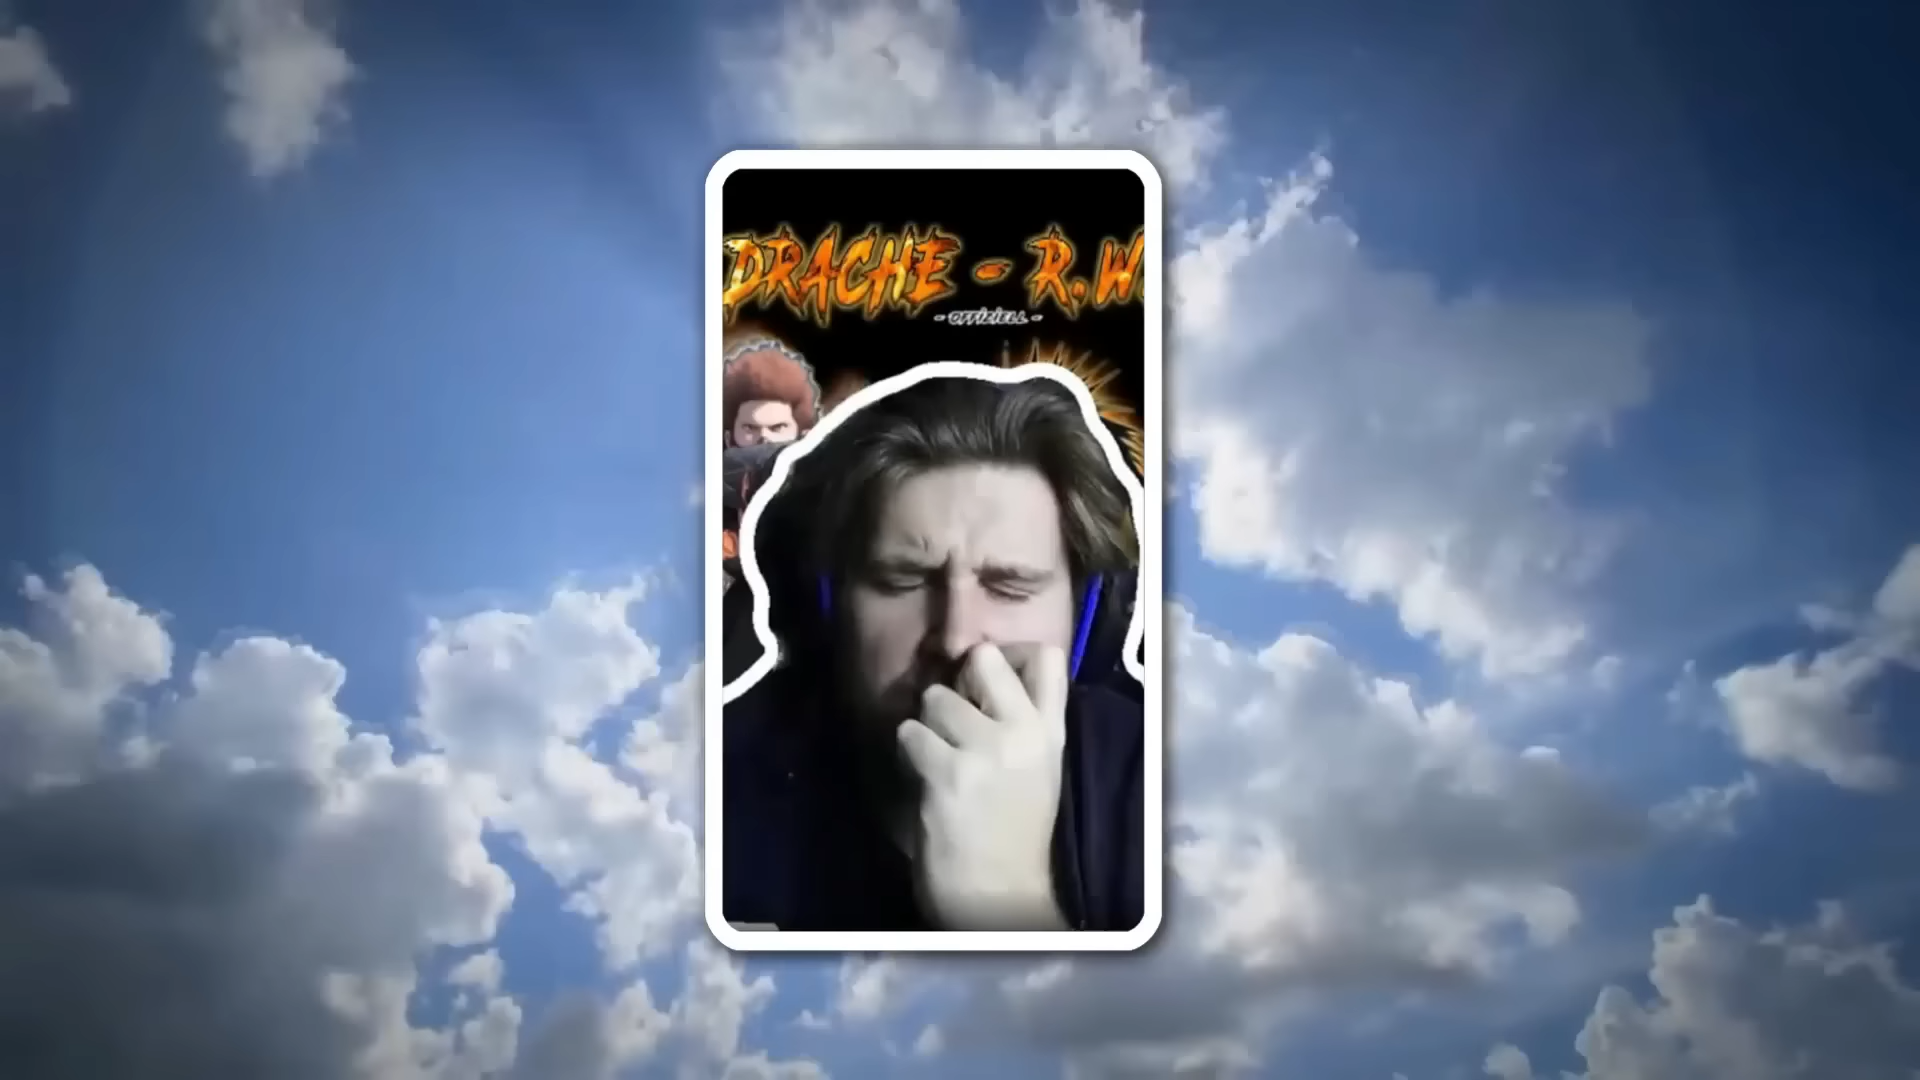 DRACHE - R.W.
- OFFIZIELL -